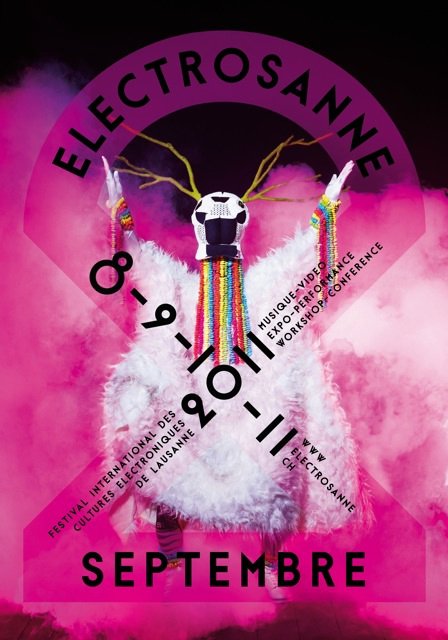 ELECTROSANNE
8-9-10-11
2011
MUSIQUE-VIDEO
EXPO-PERFORMANCE
WORKSHOP-CONFERENCE
FESTIVAL INTERNATIONAL DES
CULTURES ELECTRONIQUES
DE LAUSANNE
WWW
ELECTROSANNE
CH
SEPTEMBRE